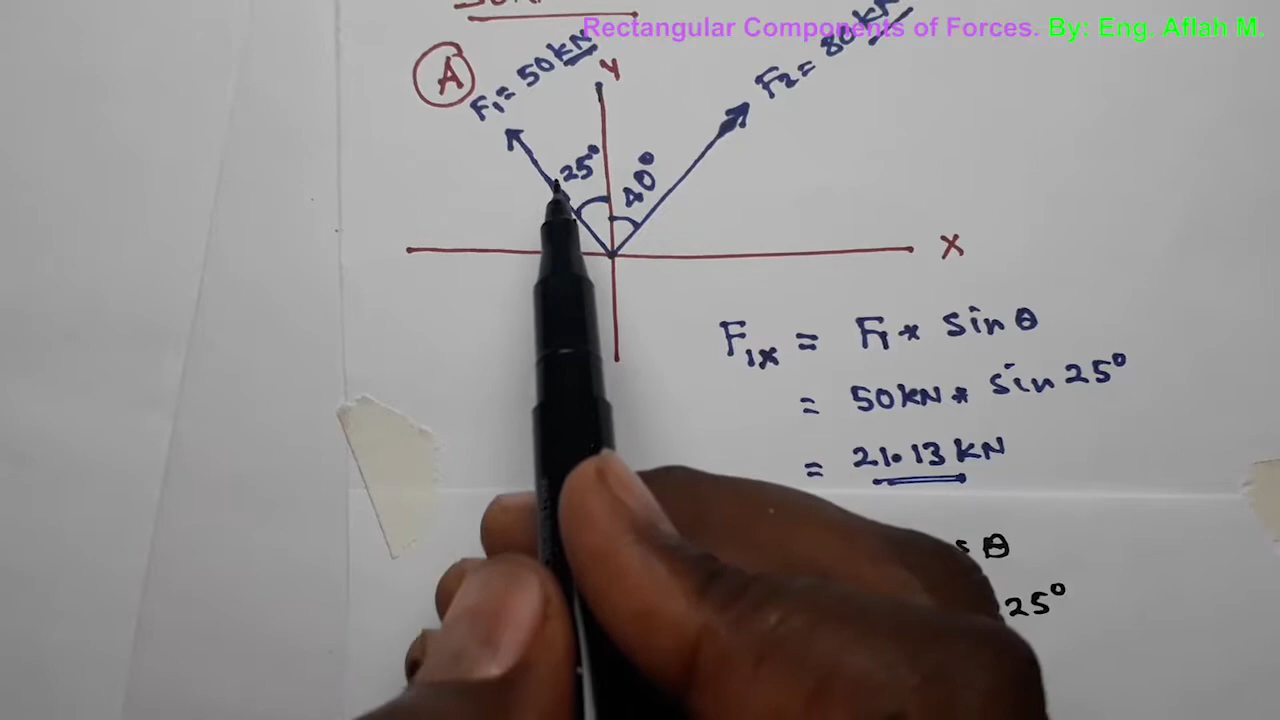 Rectangular Components of Forces. By: Eng. Aflah M.
A
F1 = 50kN
Y
F2 = 80kN
25°
40°
X
F1x = F1 * sin θ
= 50kN * sin 25°
= 21.13 kN
s θ
25°